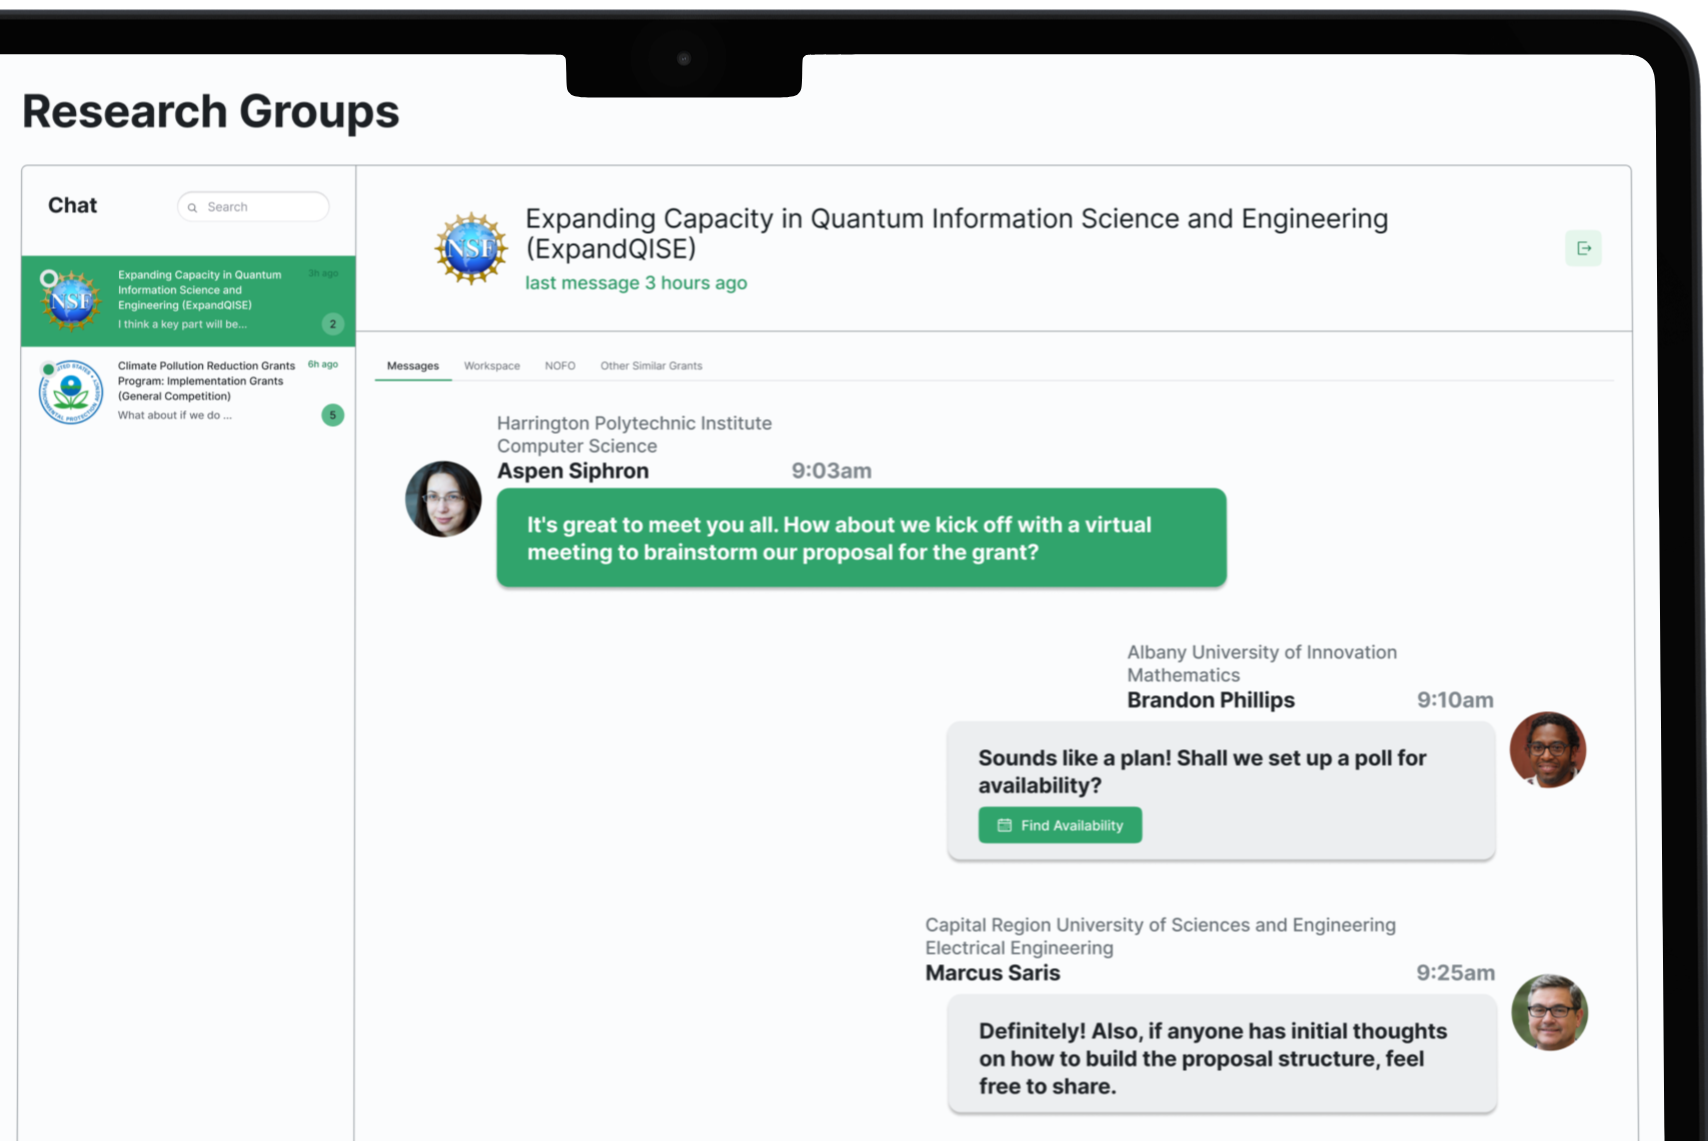 Research Groups
Chat
Search
Expanding Capacity in Quantum
Information Science and
Engineering (ExpandQISE)
3h ago
I think a key part will be...
2
NSF
Climate Pollution Reduction Grants
Program: Implementation Grants
(General Competition)
6h ago
What about if we do ...
5
NSF
Expanding Capacity in Quantum Information Science and Engineering
(ExpandQISE)
last message 3 hours ago
Messages
Workspace
NOFO
Other Similar Grants
Harrington Polytechnic Institute
Computer Science
Aspen Siphron
9:03am
It's great to meet you all. How about we kick off with a virtual
meeting to brainstorm our proposal for the grant?
Albany University of Innovation
Mathematics
Brandon Phillips
9:10am
Sounds like a plan! Shall we set up a poll for
availability?
Find Availability
Capital Region University of Sciences and Engineering
Electrical Engineering
Marcus Saris
9:25am
Definitely! Also, if anyone has initial thoughts
on how to build the proposal structure, feel
free to share.